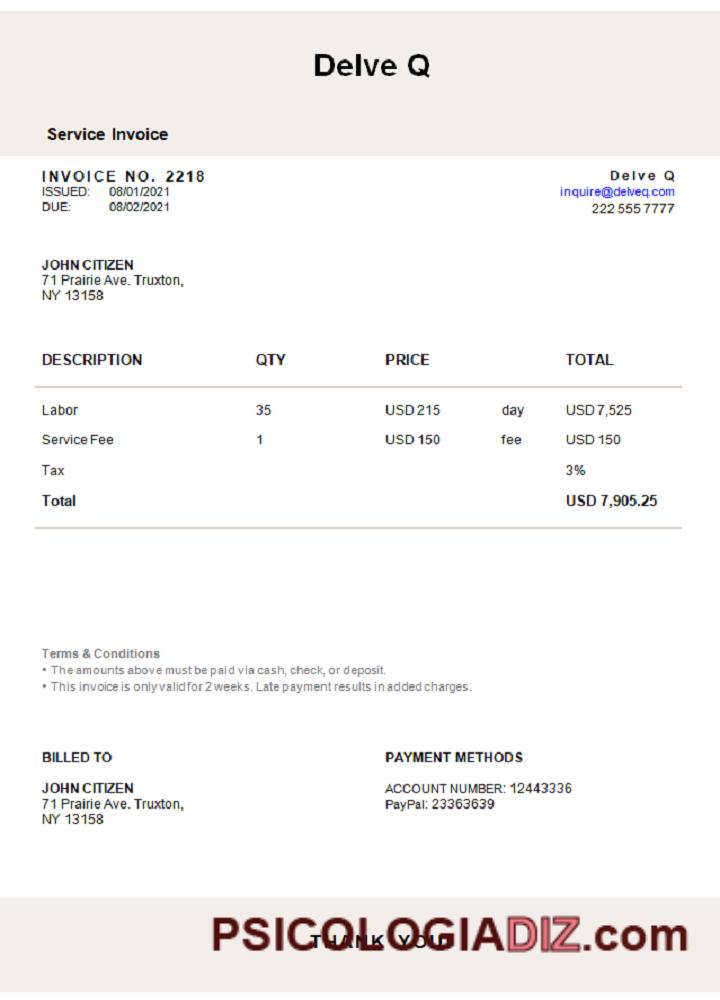 Delve Q
Service Invoice
INVOICE NO. 2218
ISSUED: 08/01/2021
DUE: 08/02/2021
Delve Q
inquire@delveq.com
222 555 7777
JOHN CITIZEN
71 Prairie Ave. Truxton,
NY 13158
DESCRIPTION QTY PRICE TOTAL
Labor 35 USD 215 day USD 7,525
Service Fee 1 USD 150 fee USD 150
Tax 3%
Total USD 7,905.25
Terms & Conditions
• The amounts above must be paid via cash, check, or deposit.
• This invoice is only valid for 2 weeks. Late payment results in added charges.
BILLED TO
JOHN CITIZEN
71 Prairie Ave. Truxton,
NY 13158
PAYMENT METHODS
ACCOUNT NUMBER: 12443336
PayPal: 23363639
THANK YOU
PSICOLOGIADIZ.com